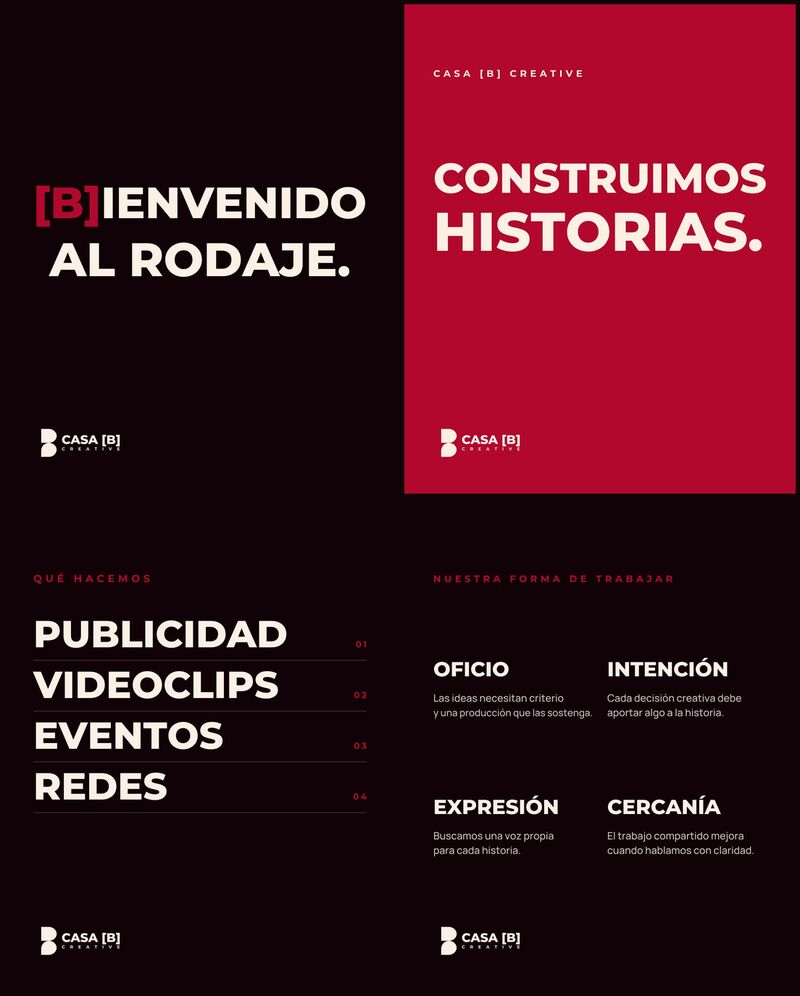 [B]IENVENIDO
AL RODAJE.
CASA [B]
CREATIVE
CASA [B] CREATIVE
CONSTRUIMOS
HISTORIAS.
CASA [B]
CREATIVE
QUÉ HACEMOS
PUBLICIDAD 01
VIDEOCLIPS 02
EVENTOS 03
REDES 04
CASA [B]
CREATIVE
NUESTRA FORMA DE TRABAJAR
OFICIO
Las ideas necesitan criterio
y una producción que las sostenga.
INTENCIÓN
Cada decisión creativa debe
aportar algo a la historia.
EXPRESIÓN
Buscamos una voz propia
para cada historia.
CERCANÍA
El trabajo compartido mejora
cuando hablamos con claridad.
CASA [B]
CREATIVE